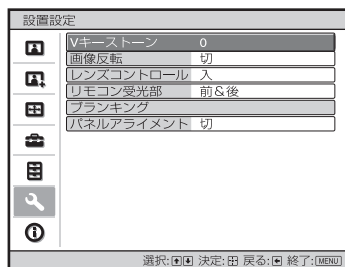 設置設定
Vキーストーン 0
画像反転 切
レンズコントロール 入
リモコン受光部 前&後
ブランキング
パネルアライメント 切
選択: 決定: 戻る: 終了: MENU